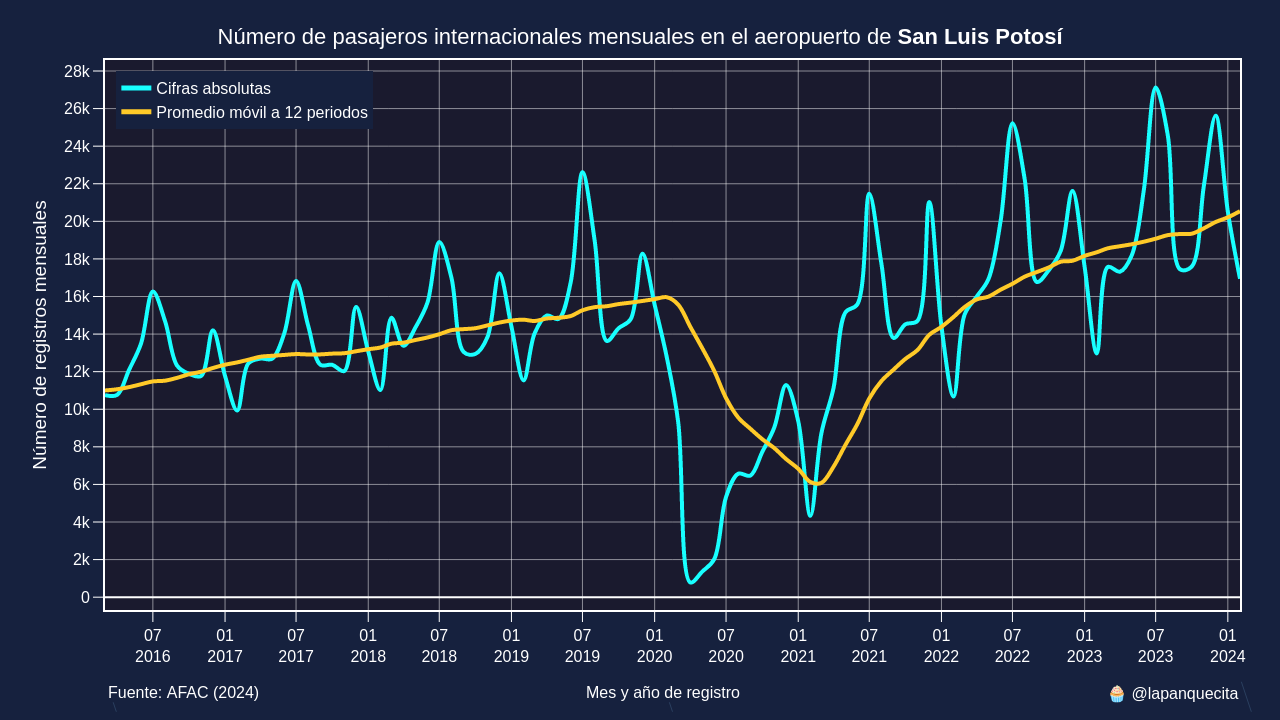 Número de pasajeros internacionales mensuales en el aeropuerto de San Luis Potosí
Cifras absolutas
Promedio móvil a 12 periodos
Número de registros mensuales
28k
26k
24k
22k
20k
18k
16k
14k
12k
10k
8k
6k
4k
2k
0
07 01 07 01 07 01 07 01 07 01 07 01 07 01 07 01
2016 2017 2017 2018 2018 2019 2019 2020 2020 2021 2021 2022 2022 2023 2023 2024
Fuente: AFAC (2024)
Mes y año de registro
🧁 @lapanquecita